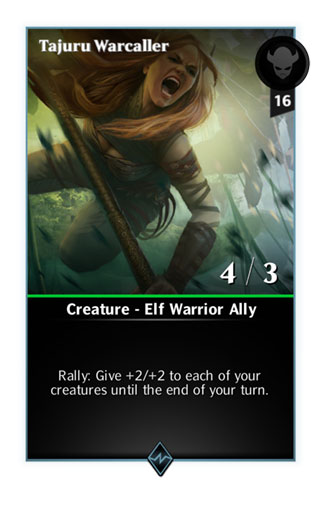 Tajuru Warcaller
16
4 / 3
Creature - Elf Warrior Ally
Rally: Give +2/+2 to each of your
creatures until the end of your turn.